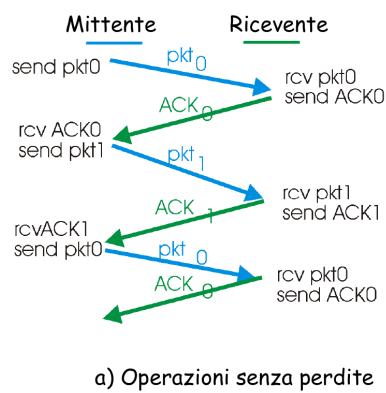 Mittente
Ricevente
send pkt0
pkt 0
rcv pkt0
send ACK0
ACK 0
rcv ACK0
send pkt1
pkt 1
rcv pkt1
send ACK1
ACK 1
rcvACK1
send pkt0
pkt 0
rcv pkt0
send ACK0
ACK 0
a) Operazioni senza perdite